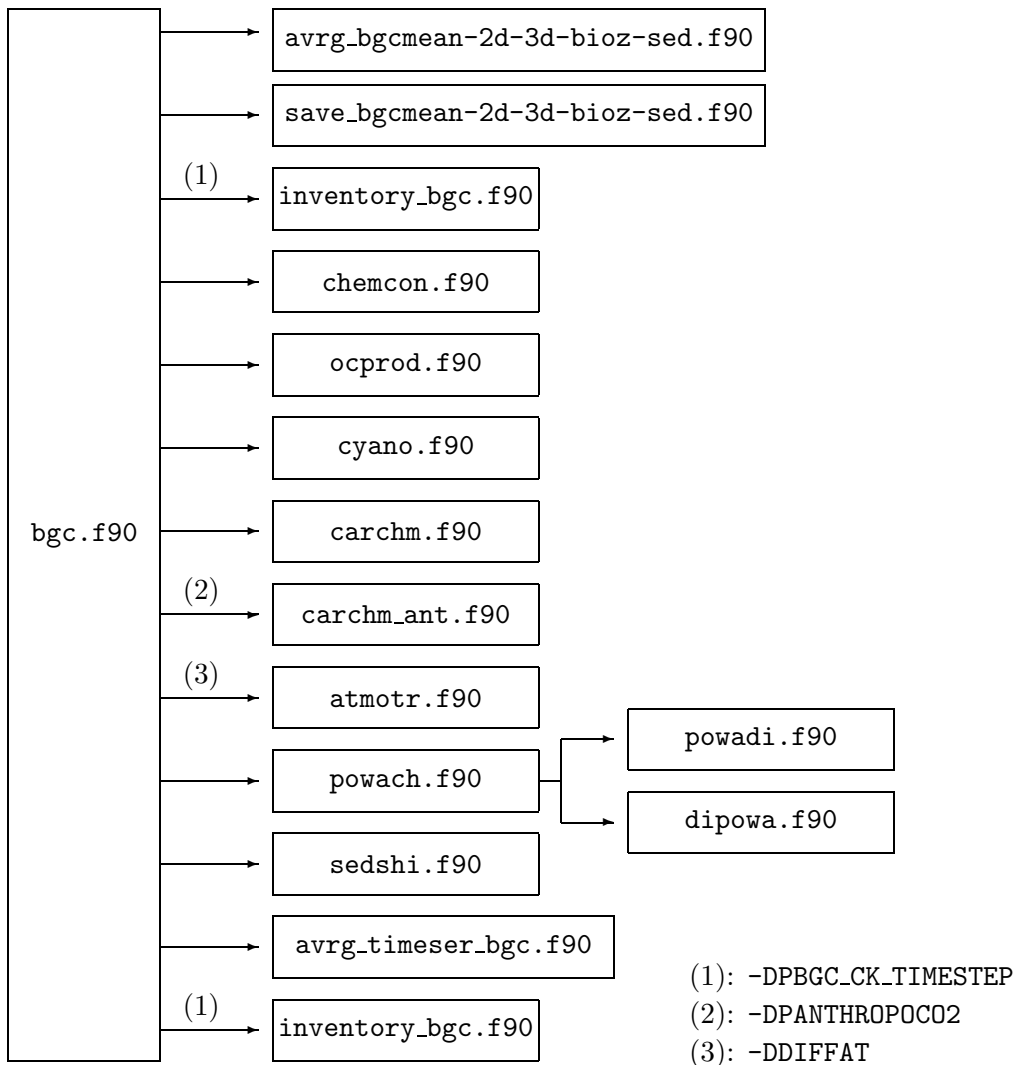 avrg_bgcmean-2d-3d-bioz-sed.f90
save_bgcmean-2d-3d-bioz-sed.f90
(1)
inventory_bgc.f90
chemcon.f90
ocprod.f90
cyano.f90
bgc.f90
carchm.f90
(2)
carchm_ant.f90
(3)
atmotr.f90
powadi.f90
powach.f90
dipowa.f90
sedshi.f90
avrg_timeser_bgc.f90
(1)
inventory_bgc.f90
(1): -DPBGC_CK_TIMESTEP
(2): -DPANTHROPOCO2
(3): -DDIFFAT